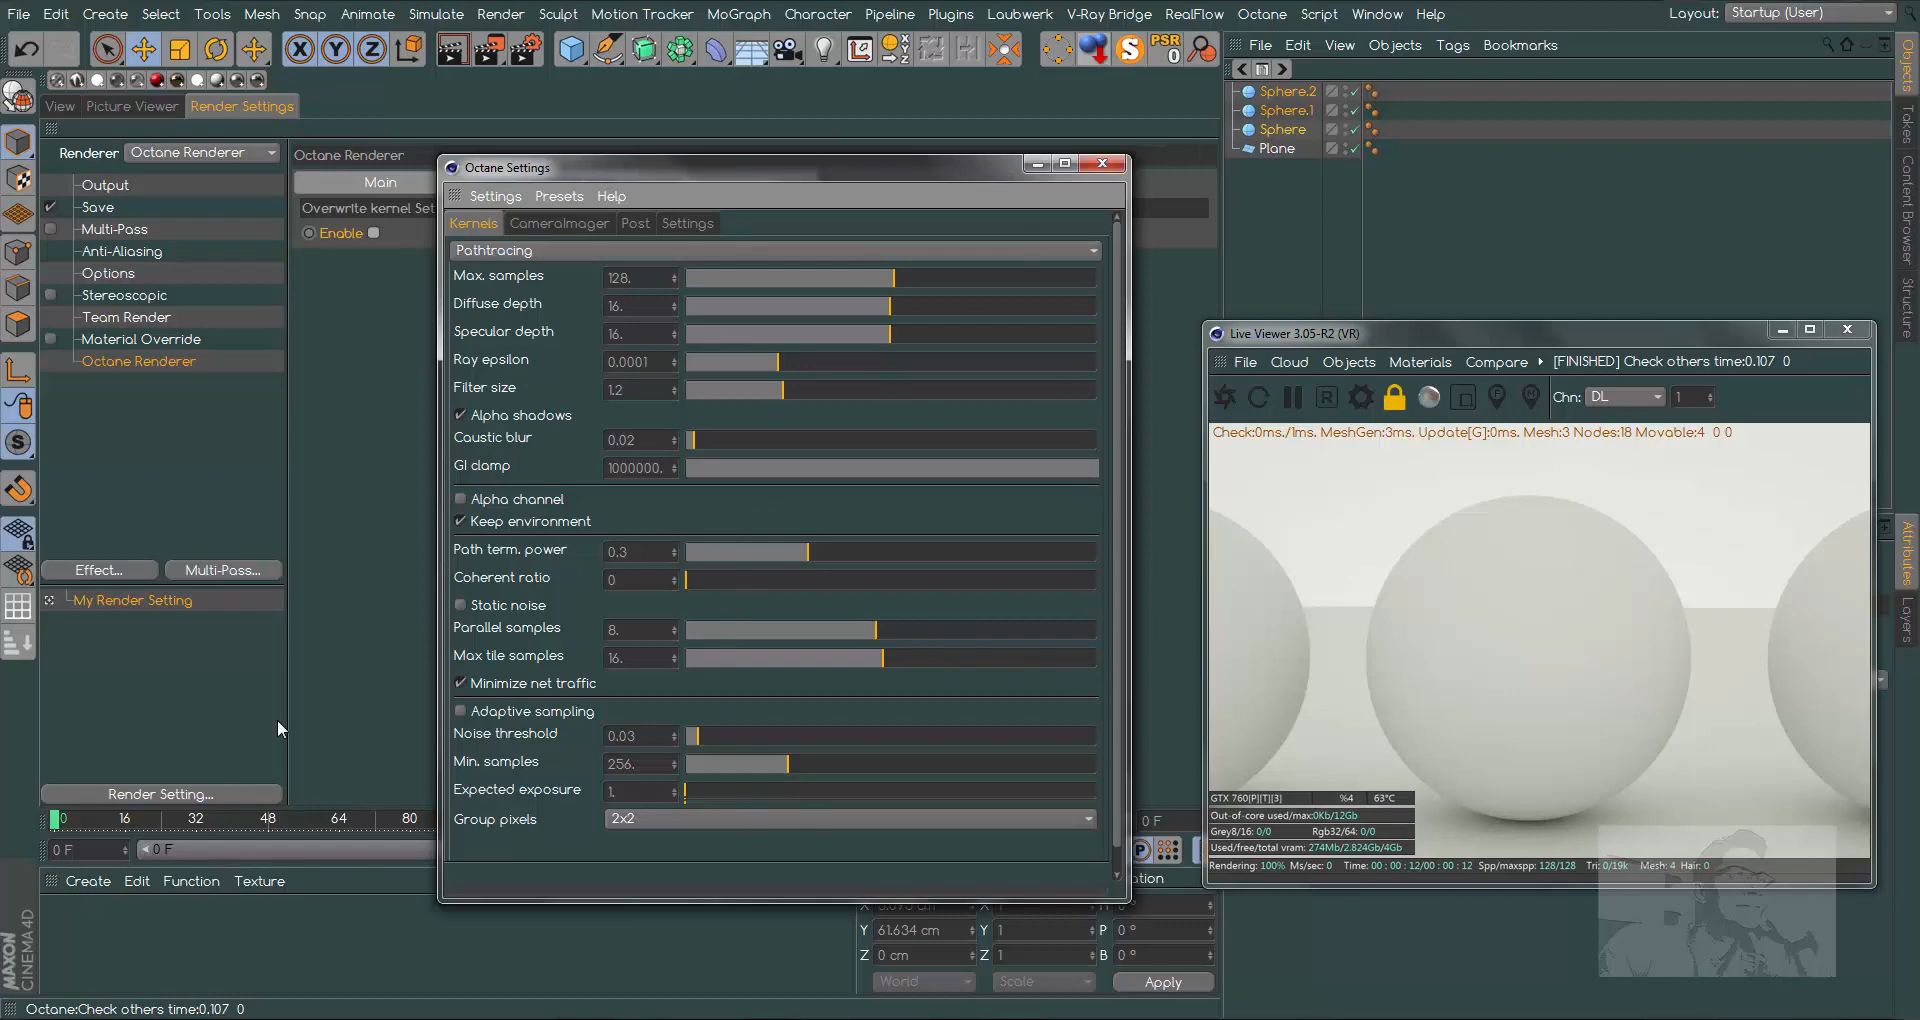 File Edit Create Select Tools Mesh Snap Animate Simulate Render Sculpt Motion Tracker MoGraph Character Pipeline Plugins Laubwerk V-Ray Bridge RealFlow Octane Script Window Help Layout: Startup (User)
X Y Z S PSR 0
File Edit View Objects Tags Bookmarks
View Picture Viewer Render Settings
Sphere.2
Sphere.1
Sphere
Plane
Objects
Takes
Content Browser
Structure
Attributes
Layers
Renderer Octane Renderer
Output
Save
Multi-Pass
Anti-Aliasing
Options
Stereoscopic
Team Render
Material Override
Octane Renderer
Effect... Multi-Pass...
My Render Setting
Render Setting...
Octane Renderer
Main
Overwrite kernel Set
Enable
Octane Settings
Settings Presets Help
Kernels CameraImager Post Settings
Pathtracing
Max. samples 128.
Diffuse depth 16.
Specular depth 16.
Ray epsilon 0.0001
Filter size 1.2
Alpha shadows
Caustic blur 0.02
GI clamp 1000000.
Alpha channel
Keep environment
Path term. power 0.3
Coherent ratio 0
Static noise
Parallel samples 8.
Max tile samples 16.
Minimize net traffic
Adaptive sampling
Noise threshold 0.03
Min. samples 256.
Expected exposure 1.
Group pixels 2x2
Live Viewer 3.05-R2 (VR)
File Cloud Objects Materials Compare [FINISHED] Check others time:0.107 0
R F M Chn: DL 1
Check:0ms./1ms. MeshGen:3ms. Update[G]:0ms. Mesh:3 Nodes:18 Movable:4 0 0
GTX 760[P][T][3] %4 63°C
Out-of-core used/max:0Kb/12Gb
Grey8/16: 0/0 Rgb32/64: 0/0
Used/free/total vram: 274Mb/2.824Gb/4Gb
Rendering: 100% Ms/sec: 0 Time: 00 : 00 : 12/00 : 00 : 12 Spp/maxspp: 128/128 Tri: 0/19k Mesh: 4 Hair: 0
0 16 32 48 64 80 0 F
0 F 0 F P
Create Edit Function Texture ation
X X H 0 °
Y 61.634 cm Y 1 P 0 °
Z 0 cm Z 1 B 0 °
World Scale Apply
MAXON
CINEMA4D
Octane:Check others time:0.107 0